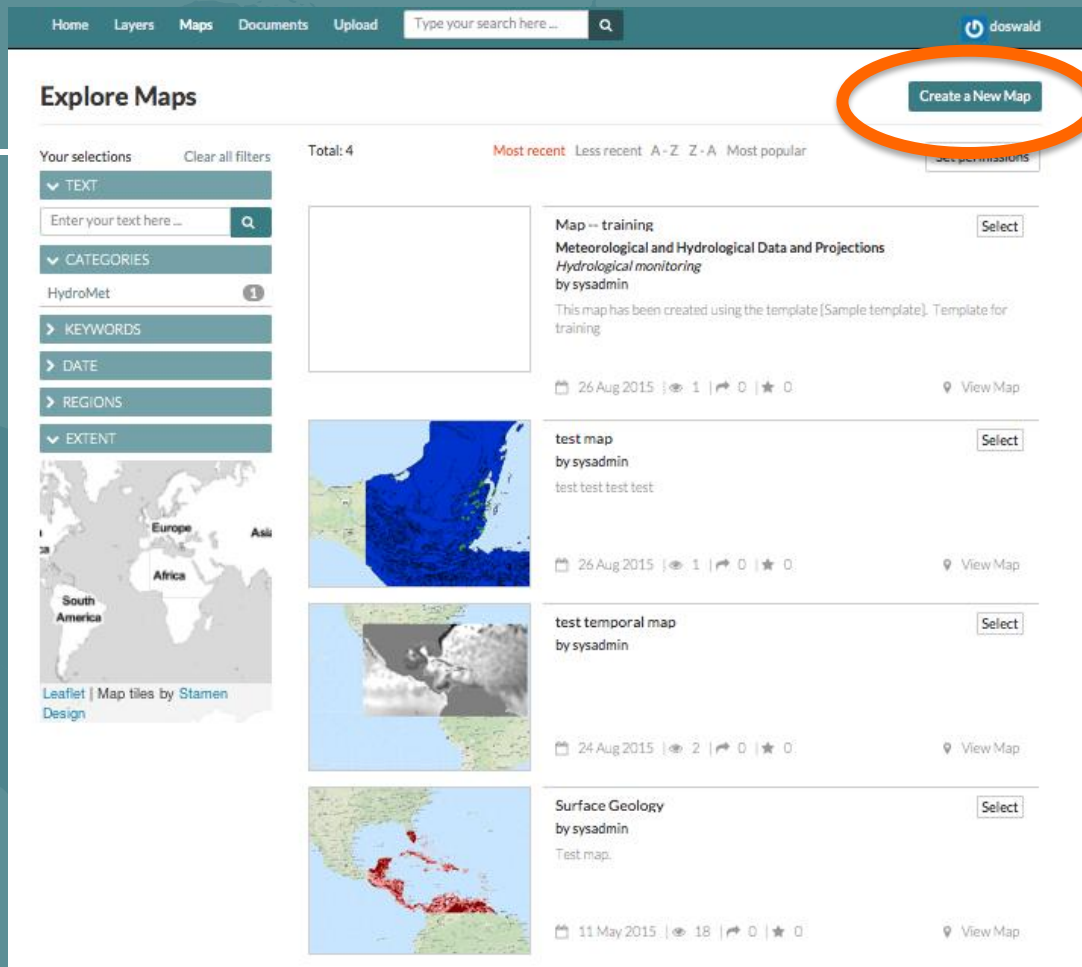 Home Layers Maps Documents Upload Type your search here ... doswald
Explore Maps
Create a New Map
Your selections Clear all filters
TEXT
Enter your text here ...
CATEGORIES
HydroMet 1
KEYWORDS
DATE
REGIONS
EXTENT
Europe
Asia
Africa
South
America
Leaflet | Map tiles by Stamen
Design
Total: 4 Most recent Less recent A - Z Z - A Most popular
Set permissions
Map -- training Select
Meteorological and Hydrological Data and Projections
Hydrological monitoring
by sysadmin
This map has been created using the template [Sample template]. Template for
training
26 Aug 2015 | 1 | 0 | 0 View Map
test map Select
by sysadmin
test test test test
26 Aug 2015 | 1 | 0 | 0 View Map
test temporal map Select
by sysadmin
24 Aug 2015 | 2 | 0 | 0 View Map
Surface Geology Select
by sysadmin
Test map.
11 May 2015 | 18 | 0 | 0 View Map